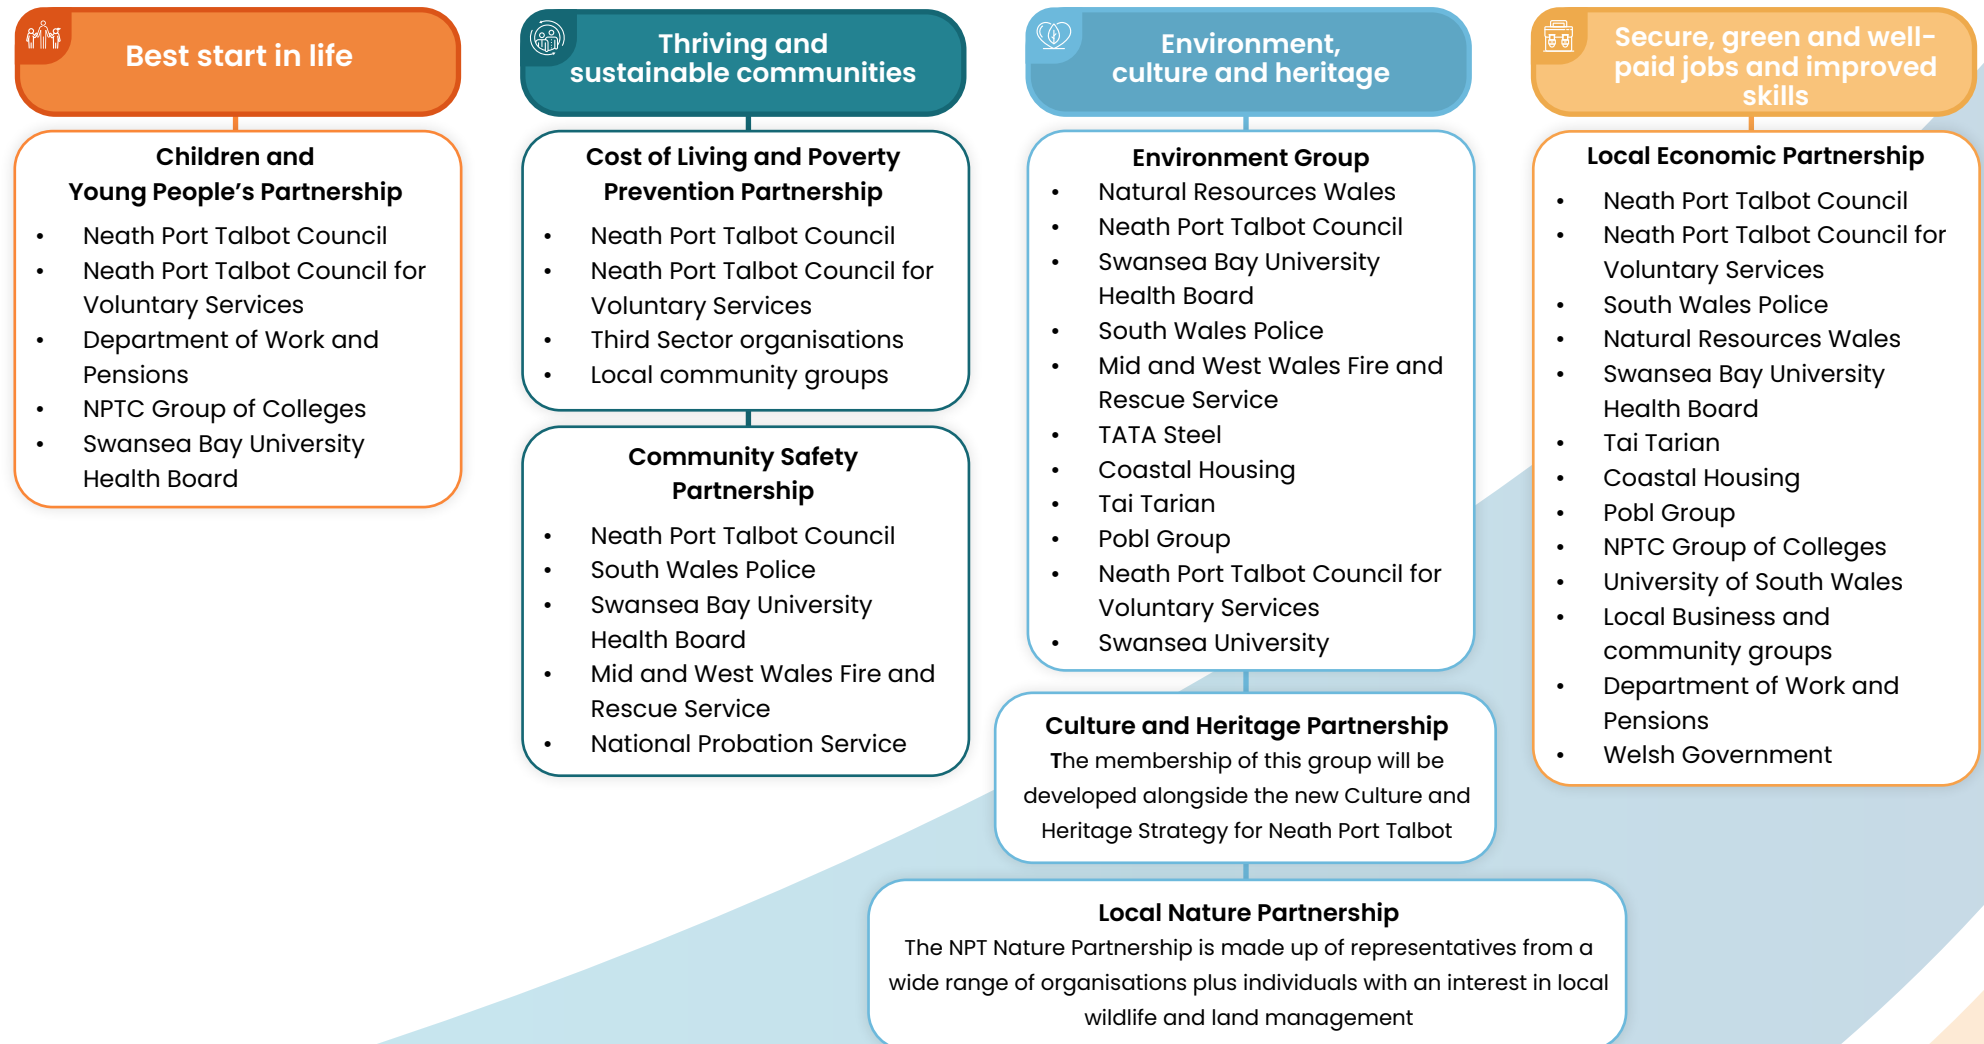 Best start in life
Children and
Young People's Partnership
• Neath Port Talbot Council
• Neath Port Talbot Council for
Voluntary Services
• Department of Work and
Pensions
• NPTC Group of Colleges
• Swansea Bay University
Health Board
Thriving and
sustainable communities
Cost of Living and Poverty
Prevention Partnership
• Neath Port Talbot Council
• Neath Port Talbot Council for
Voluntary Services
• Third Sector organisations
• Local community groups
Community Safety
Partnership
• Neath Port Talbot Council
• South Wales Police
• Swansea Bay University
Health Board
• Mid and West Wales Fire and
Rescue Service
• National Probation Service
Environment,
culture and heritage
Environment Group
• Natural Resources Wales
• Neath Port Talbot Council
• Swansea Bay University
Health Board
• South Wales Police
• Mid and West Wales Fire and
Rescue Service
• TATA Steel
• Coastal Housing
• Tai Tarian
• Pobl Group
• Neath Port Talbot Council for
Voluntary Services
• Swansea University
Culture and Heritage Partnership
The membership of this group will be
developed alongside the new Culture and
Heritage Strategy for Neath Port Talbot
Local Nature Partnership
The NPT Nature Partnership is made up of representatives from a
wide range of organisations plus individuals with an interest in local
wildlife and land management
Secure, green and well-
paid jobs and improved
skills
Local Economic Partnership
• Neath Port Talbot Council
• Neath Port Talbot Council for
Voluntary Services
• South Wales Police
• Natural Resources Wales
• Swansea Bay University
Health Board
• Tai Tarian
• Coastal Housing
• Pobl Group
• NPTC Group of Colleges
• University of South Wales
• Local Business and
community groups
• Department of Work and
Pensions
• Welsh Government